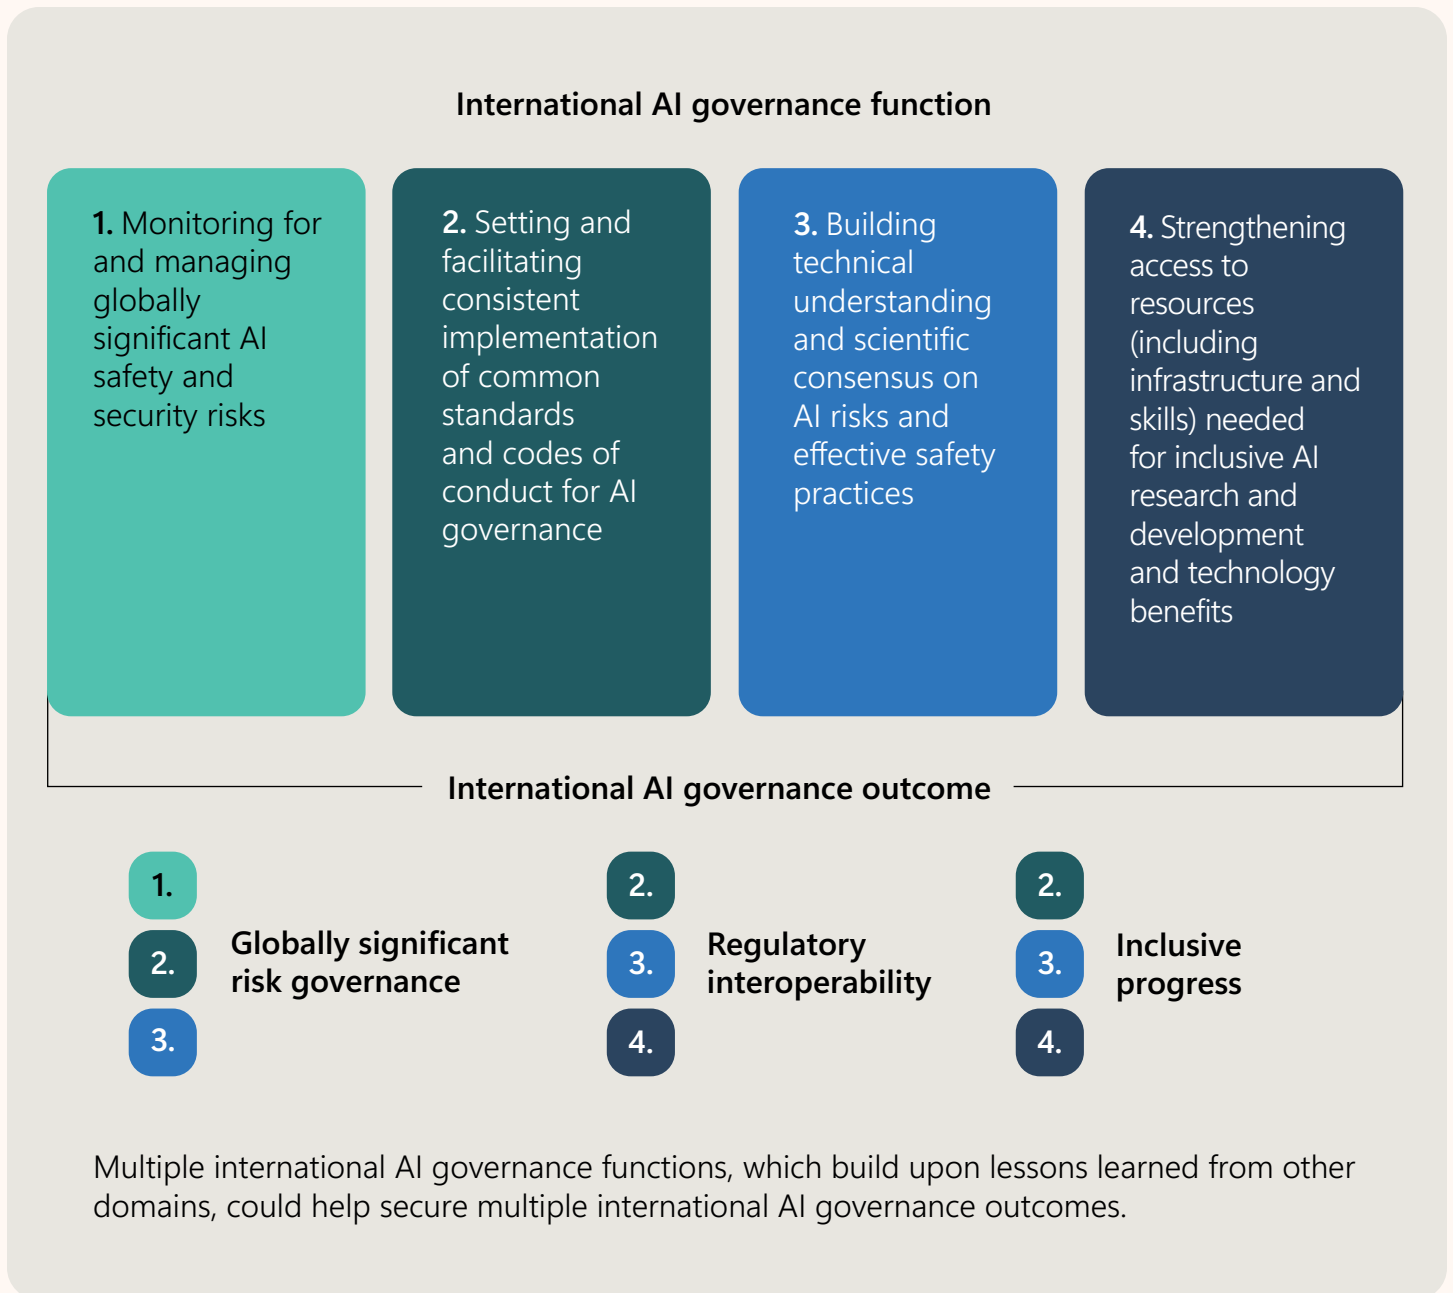 International AI governance function
1. Monitoring for
and managing
globally
significant AI
safety and
security risks
2. Setting and
facilitating
consistent
implementation
of common
standards
and codes of
conduct for AI
governance
3. Building
technical
understanding
and scientific
consensus on
AI risks and
effective safety
practices
4. Strengthening
access to
resources
(including
infrastructure and
skills) needed
for inclusive AI
research and
development
and technology
benefits
International AI governance outcome
1.
2.
3.
Globally significant
risk governance
2.
3.
4.
Regulatory
interoperability
2.
3.
4.
Inclusive
progress
Multiple international AI governance functions, which build upon lessons learned from other
domains, could help secure multiple international AI governance outcomes.